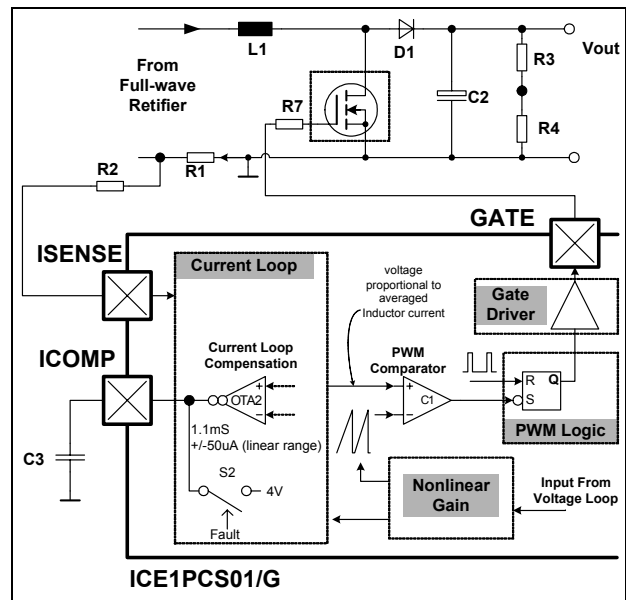 L1
D1
Vout
From
Full-wave
Retifier
R3
C2
R7
R4
R2
R1
GATE
ISENSE
Current Loop
voltage
proportional to
averaged
Inductor current
Gate
Driver
ICOMP
Current Loop
Compensation
PWM
Comparator
+
OTA2
−
+
C1
−
R Q
S
PWM Logic
C3
1.1mS
+/-50uA (linear range)
S2
4V
Fault
Nonlinear
Gain
Input From
Voltage Loop
ICE1PCS01/G